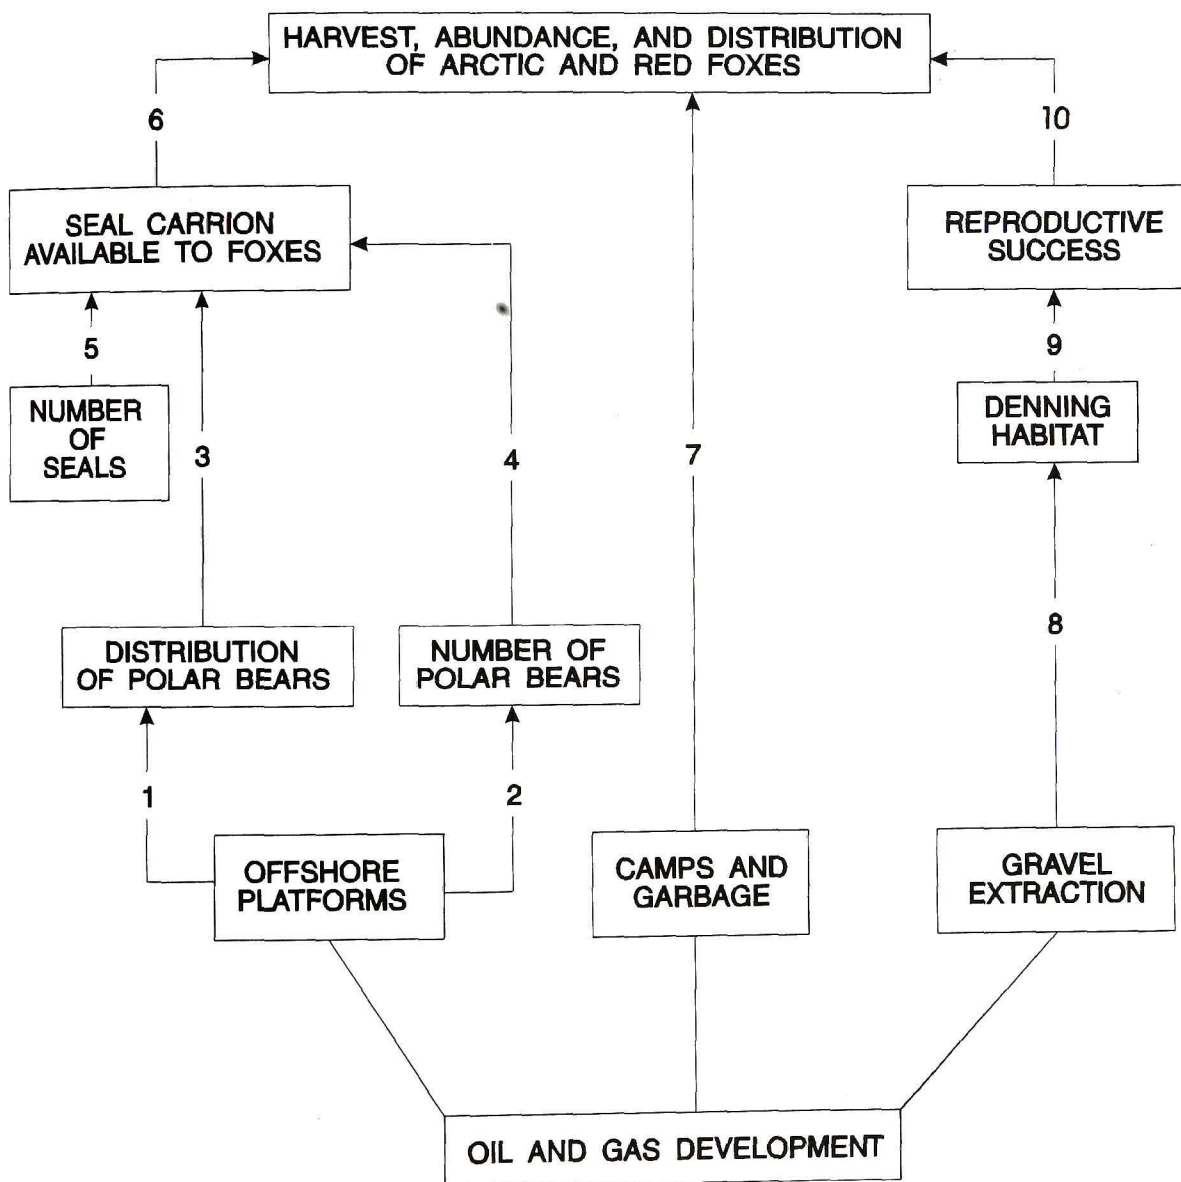 HARVEST, ABUNDANCE, AND DISTRIBUTION
OF ARCTIC AND RED FOXES
6
10
SEAL CARRION
AVAILABLE TO FOXES
REPRODUCTIVE
SUCCESS
5
9
NUMBER
OF
SEALS
DENNING
HABITAT
3
4
7
8
DISTRIBUTION
OF POLAR BEARS
NUMBER OF
POLAR BEARS
1
2
OFFSHORE
PLATFORMS
CAMPS AND
GARBAGE
GRAVEL
EXTRACTION
OIL AND GAS DEVELOPMENT